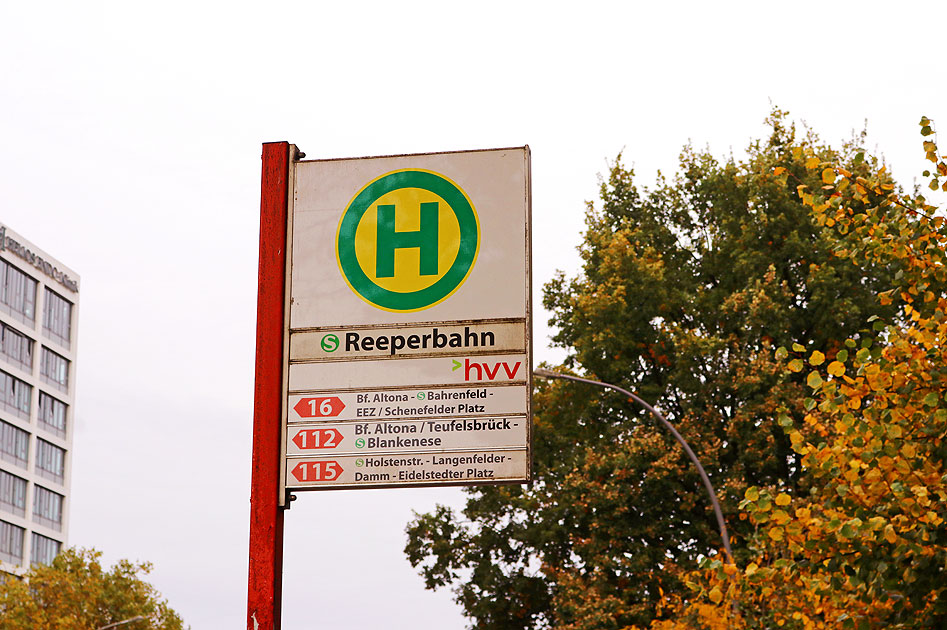 H
S Reeperbahn
hvv
16 Bf. Altona - S Bahrenfeld -
EEZ / Schenefelder Platz
112 Bf. Altona / Teufelsbrück -
S Blankenese
115 S Holstenstr. - Langenfelder -
Damm - Eidelstedter Platz